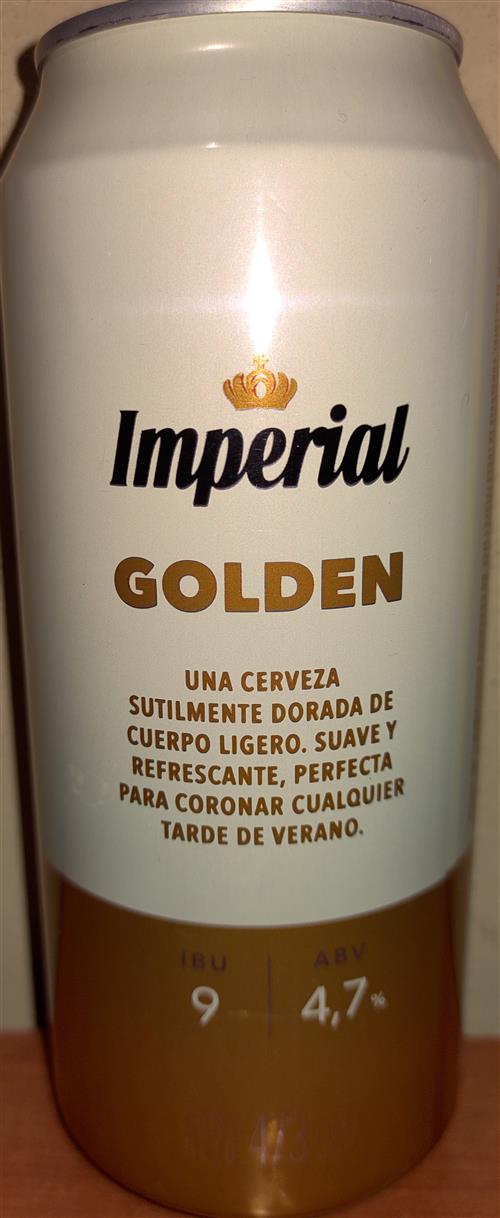 Imperial
GOLDEN
UNA CERVEZA
SUTILMENTE DORADA DE
CUERPO LIGERO. SUAVE Y
REFRESCANTE, PERFECTA
PARA CORONAR CUALQUIER
TARDE DE VERANO.
IBU ABV
9 4,7%
473